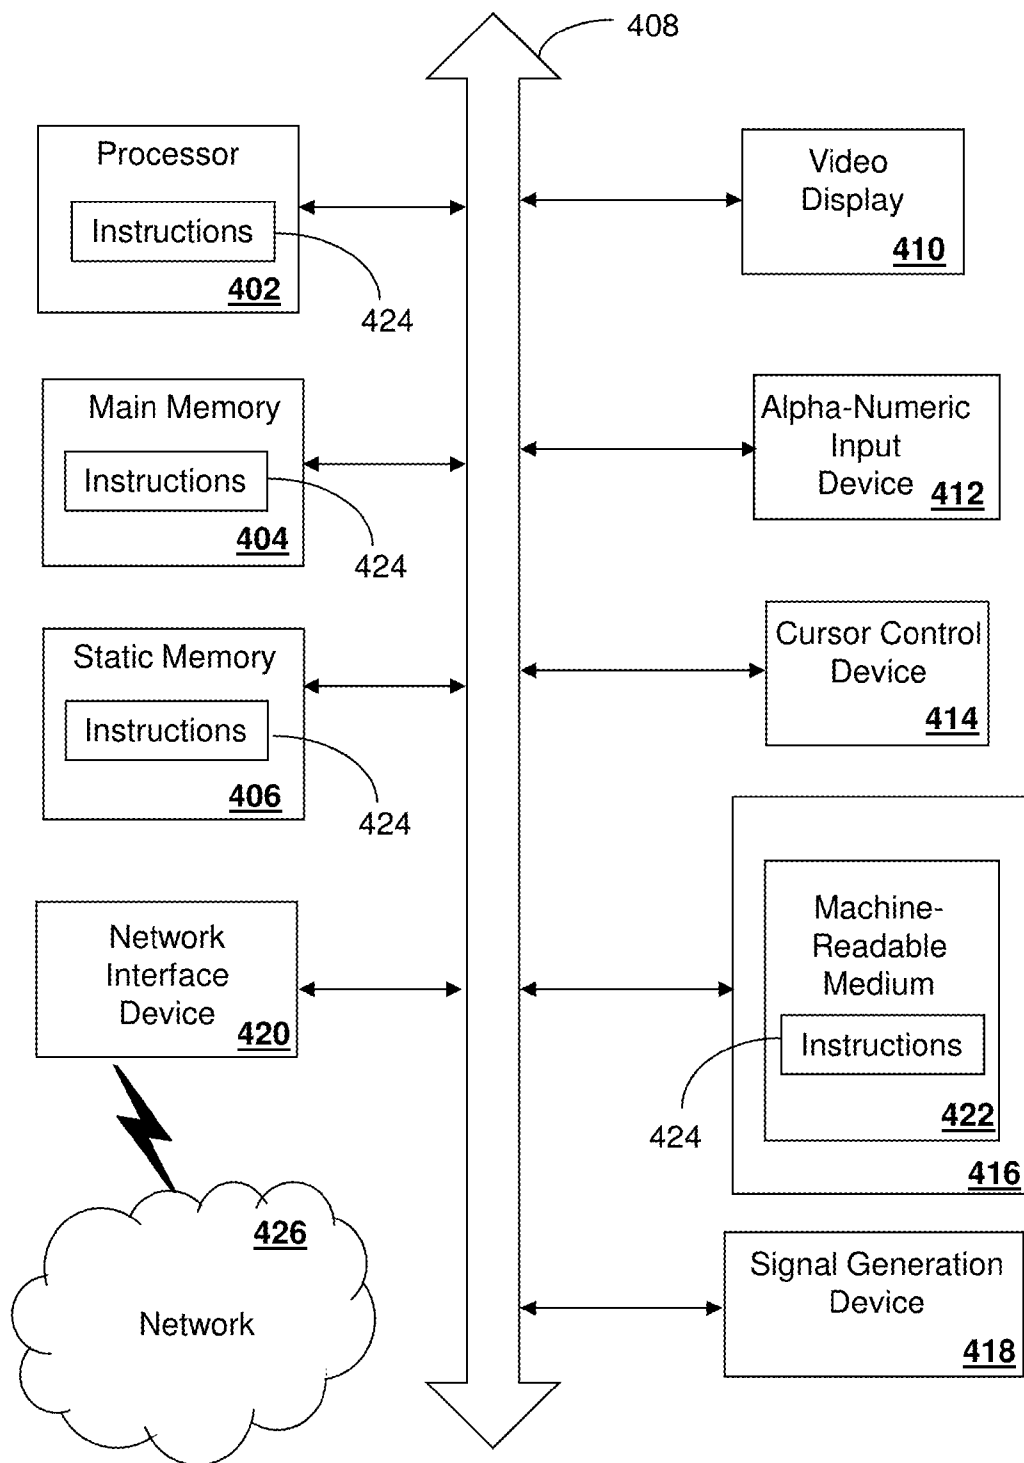 408
Processor
Instructions
402
424
Main Memory
Instructions
404
424
Static Memory
Instructions
406
424
Network
Interface
Device
420
426
Network
Video
Display
410
Alpha-Numeric
Input
Device
412
Cursor Control
Device
414
Machine-
Readable
Medium
Instructions
424
422
416
Signal Generation
Device
418